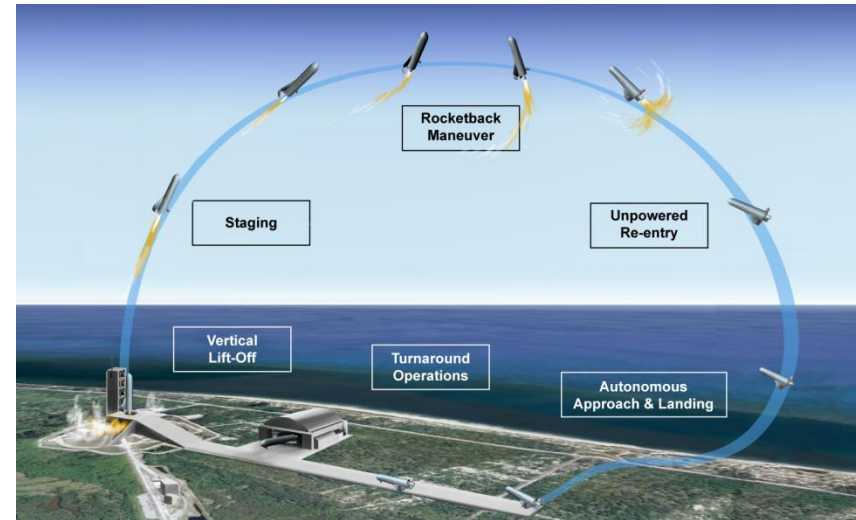 Rocketback
Maneuver
Staging
Unpowered
Re-entry
Vertical
Lift-Off
Turnaround
Operations
Autonomous
Approach & Landing